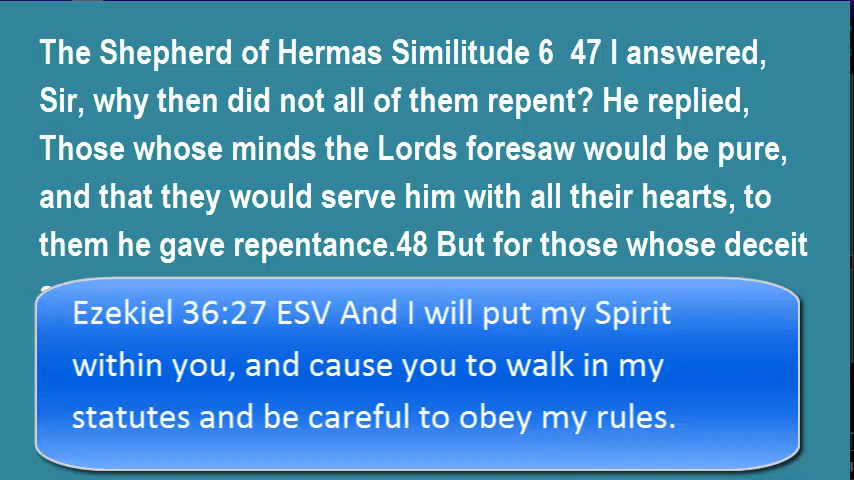 The Shepherd of Hermas Similitude 6  47 I answered,
Sir, why then did not all of them repent? He replied,
Those whose minds the Lords foresaw would be pure,
and that they would serve him with all their hearts, to
them he gave repentance.48 But for those whose deceit
Ezekiel 36:27 ESV And I will put my Spirit
within you, and cause you to walk in my
statutes and be careful to obey my rules.